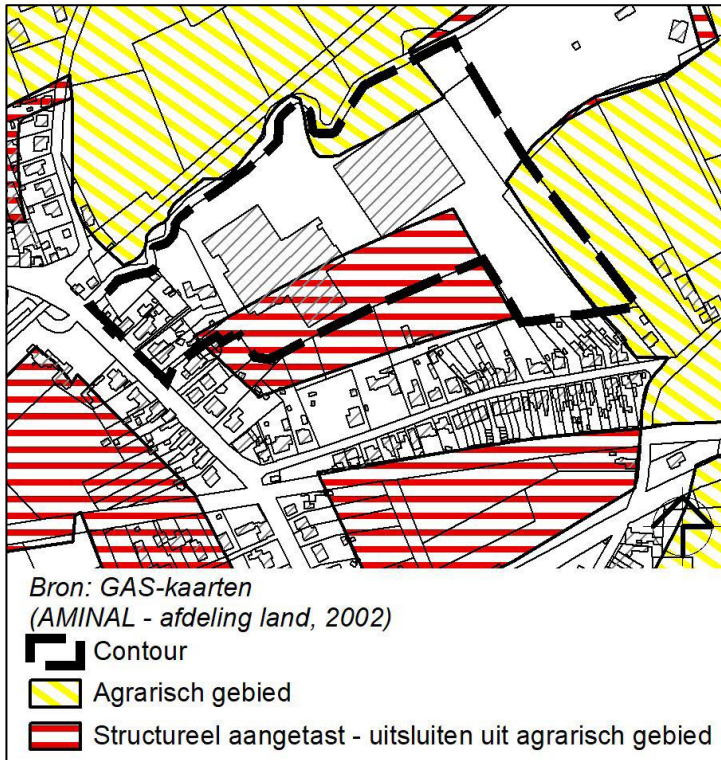 Bron: GAS-kaarten
(AMINAL - afdeling land, 2002)
Contour
Agrarisch gebied
Structureel aangetast - uitsluiten uit agrarisch gebied